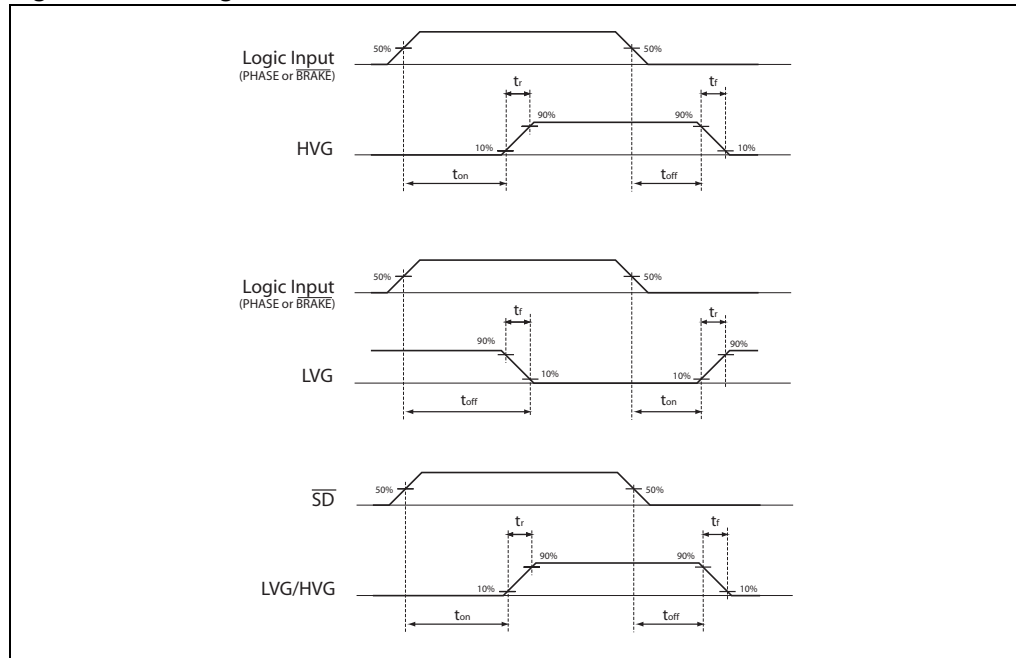 50%
50%
Logic Input
(PHASE or BRAKE)
tr
tf
90%
90%
HVG
10%
10%
ton
toff
50%
50%
Logic Input
(PHASE or BRAKE)
tf
tr
90%
90%
LVG
10%
10%
toff
ton
SD
50%
50%
tr
tf
90%
90%
LVG/HVG
10%
10%
ton
toff